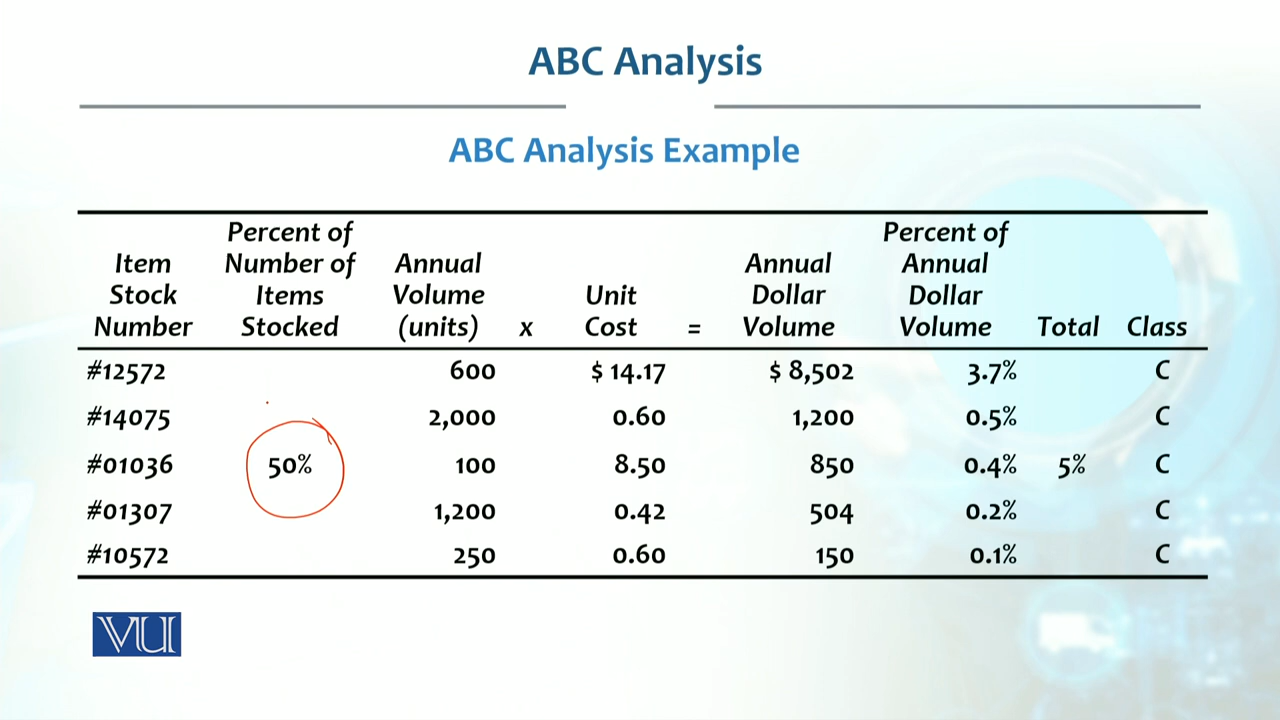 ABC Analysis
ABC Analysis Example
Percent of Percent of
Item Number of Annual Annual Annual
Stock Items Volume Unit Dollar Dollar
Number Stocked (units) x Cost = Volume Volume Total Class
#12572 600 $ 14.17 $ 8,502 3.7% C
#14075 2,000 0.60 1,200 0.5% C
#01036 50% 100 8.50 850 0.4% 5% C
#01307 1,200 0.42 504 0.2% C
#10572 250 0.60 150 0.1% C
VU